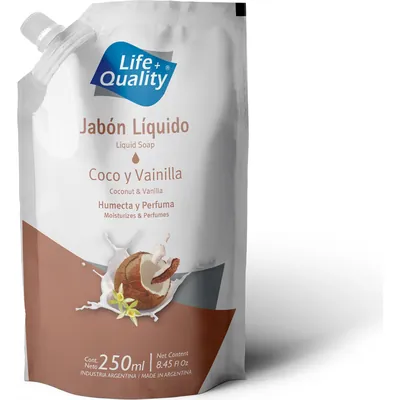 Life+
Quality®
Jabón Líquido
Liquid Soap
Coco y Vainilla
Coconut & Vanilla
Humecta y Perfuma
Moisturizes & Perfumes
Cont. Neto 250ml Net Content 8.45 Fl Oz
INDUSTRIA ARGENTINA / MADE IN ARGENTINA